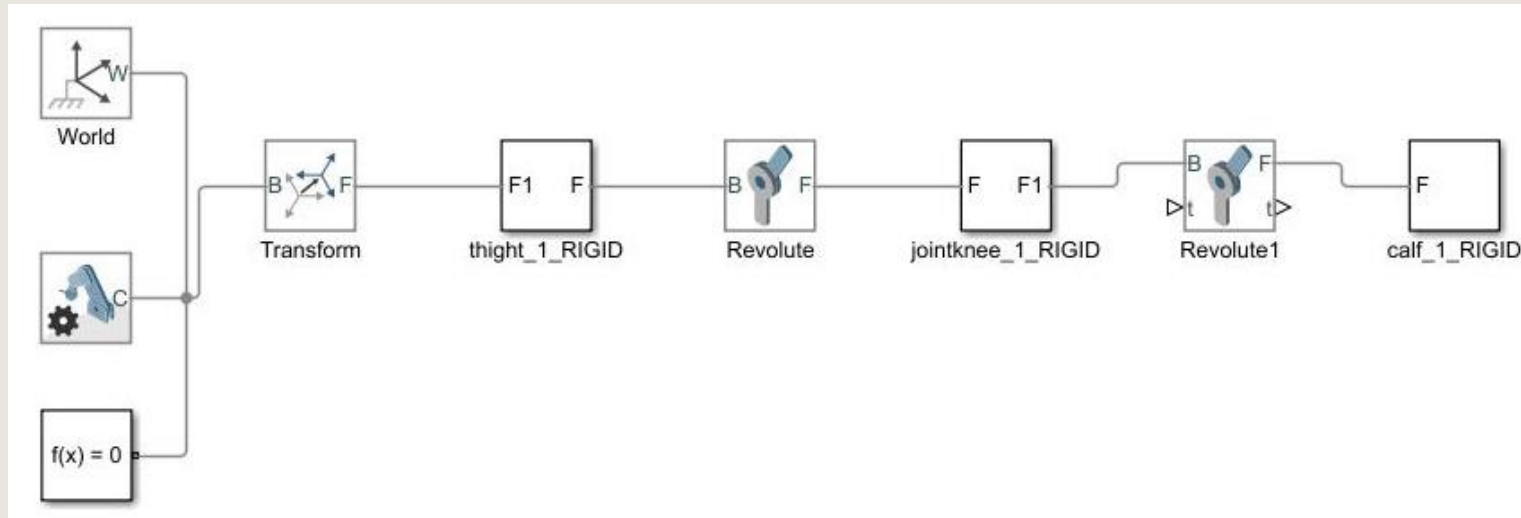 W
World
B F
Transform
F1 F
thight_1_RIGID
B F
Revolute
F F1
jointknee_1_RIGID
B F
t t
Revolute1
F
calf_1_RIGID
C
f(x) = 0